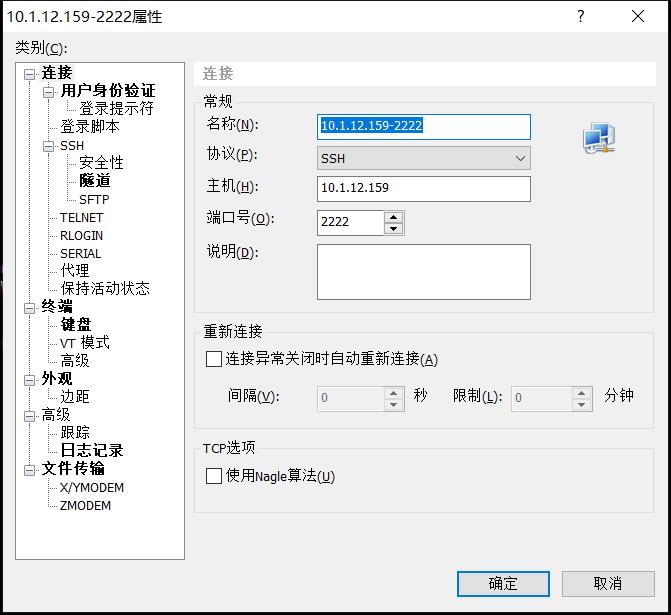 10.1.12.159-2222属性
?
类别(C):
连接
用户身份验证
登录提示符
登录脚本
SSH
安全性
隧道
SFTP
TELNET
RLOGIN
SERIAL
代理
保持活动状态
终端
键盘
VT 模式
高级
外观
边距
高级
跟踪
日志记录
文件传输
X/YMODEM
ZMODEM
连接
常规
名称(N): 10.1.12.159-2222
协议(P): SSH
主机(H): 10.1.12.159
端口号(O): 2222
说明(D):
重新连接
连接异常关闭时自动重新连接(A)
间隔(V): 0 秒 限制(L): 0 分钟
TCP选项
使用Nagle算法(U)
确定 取消